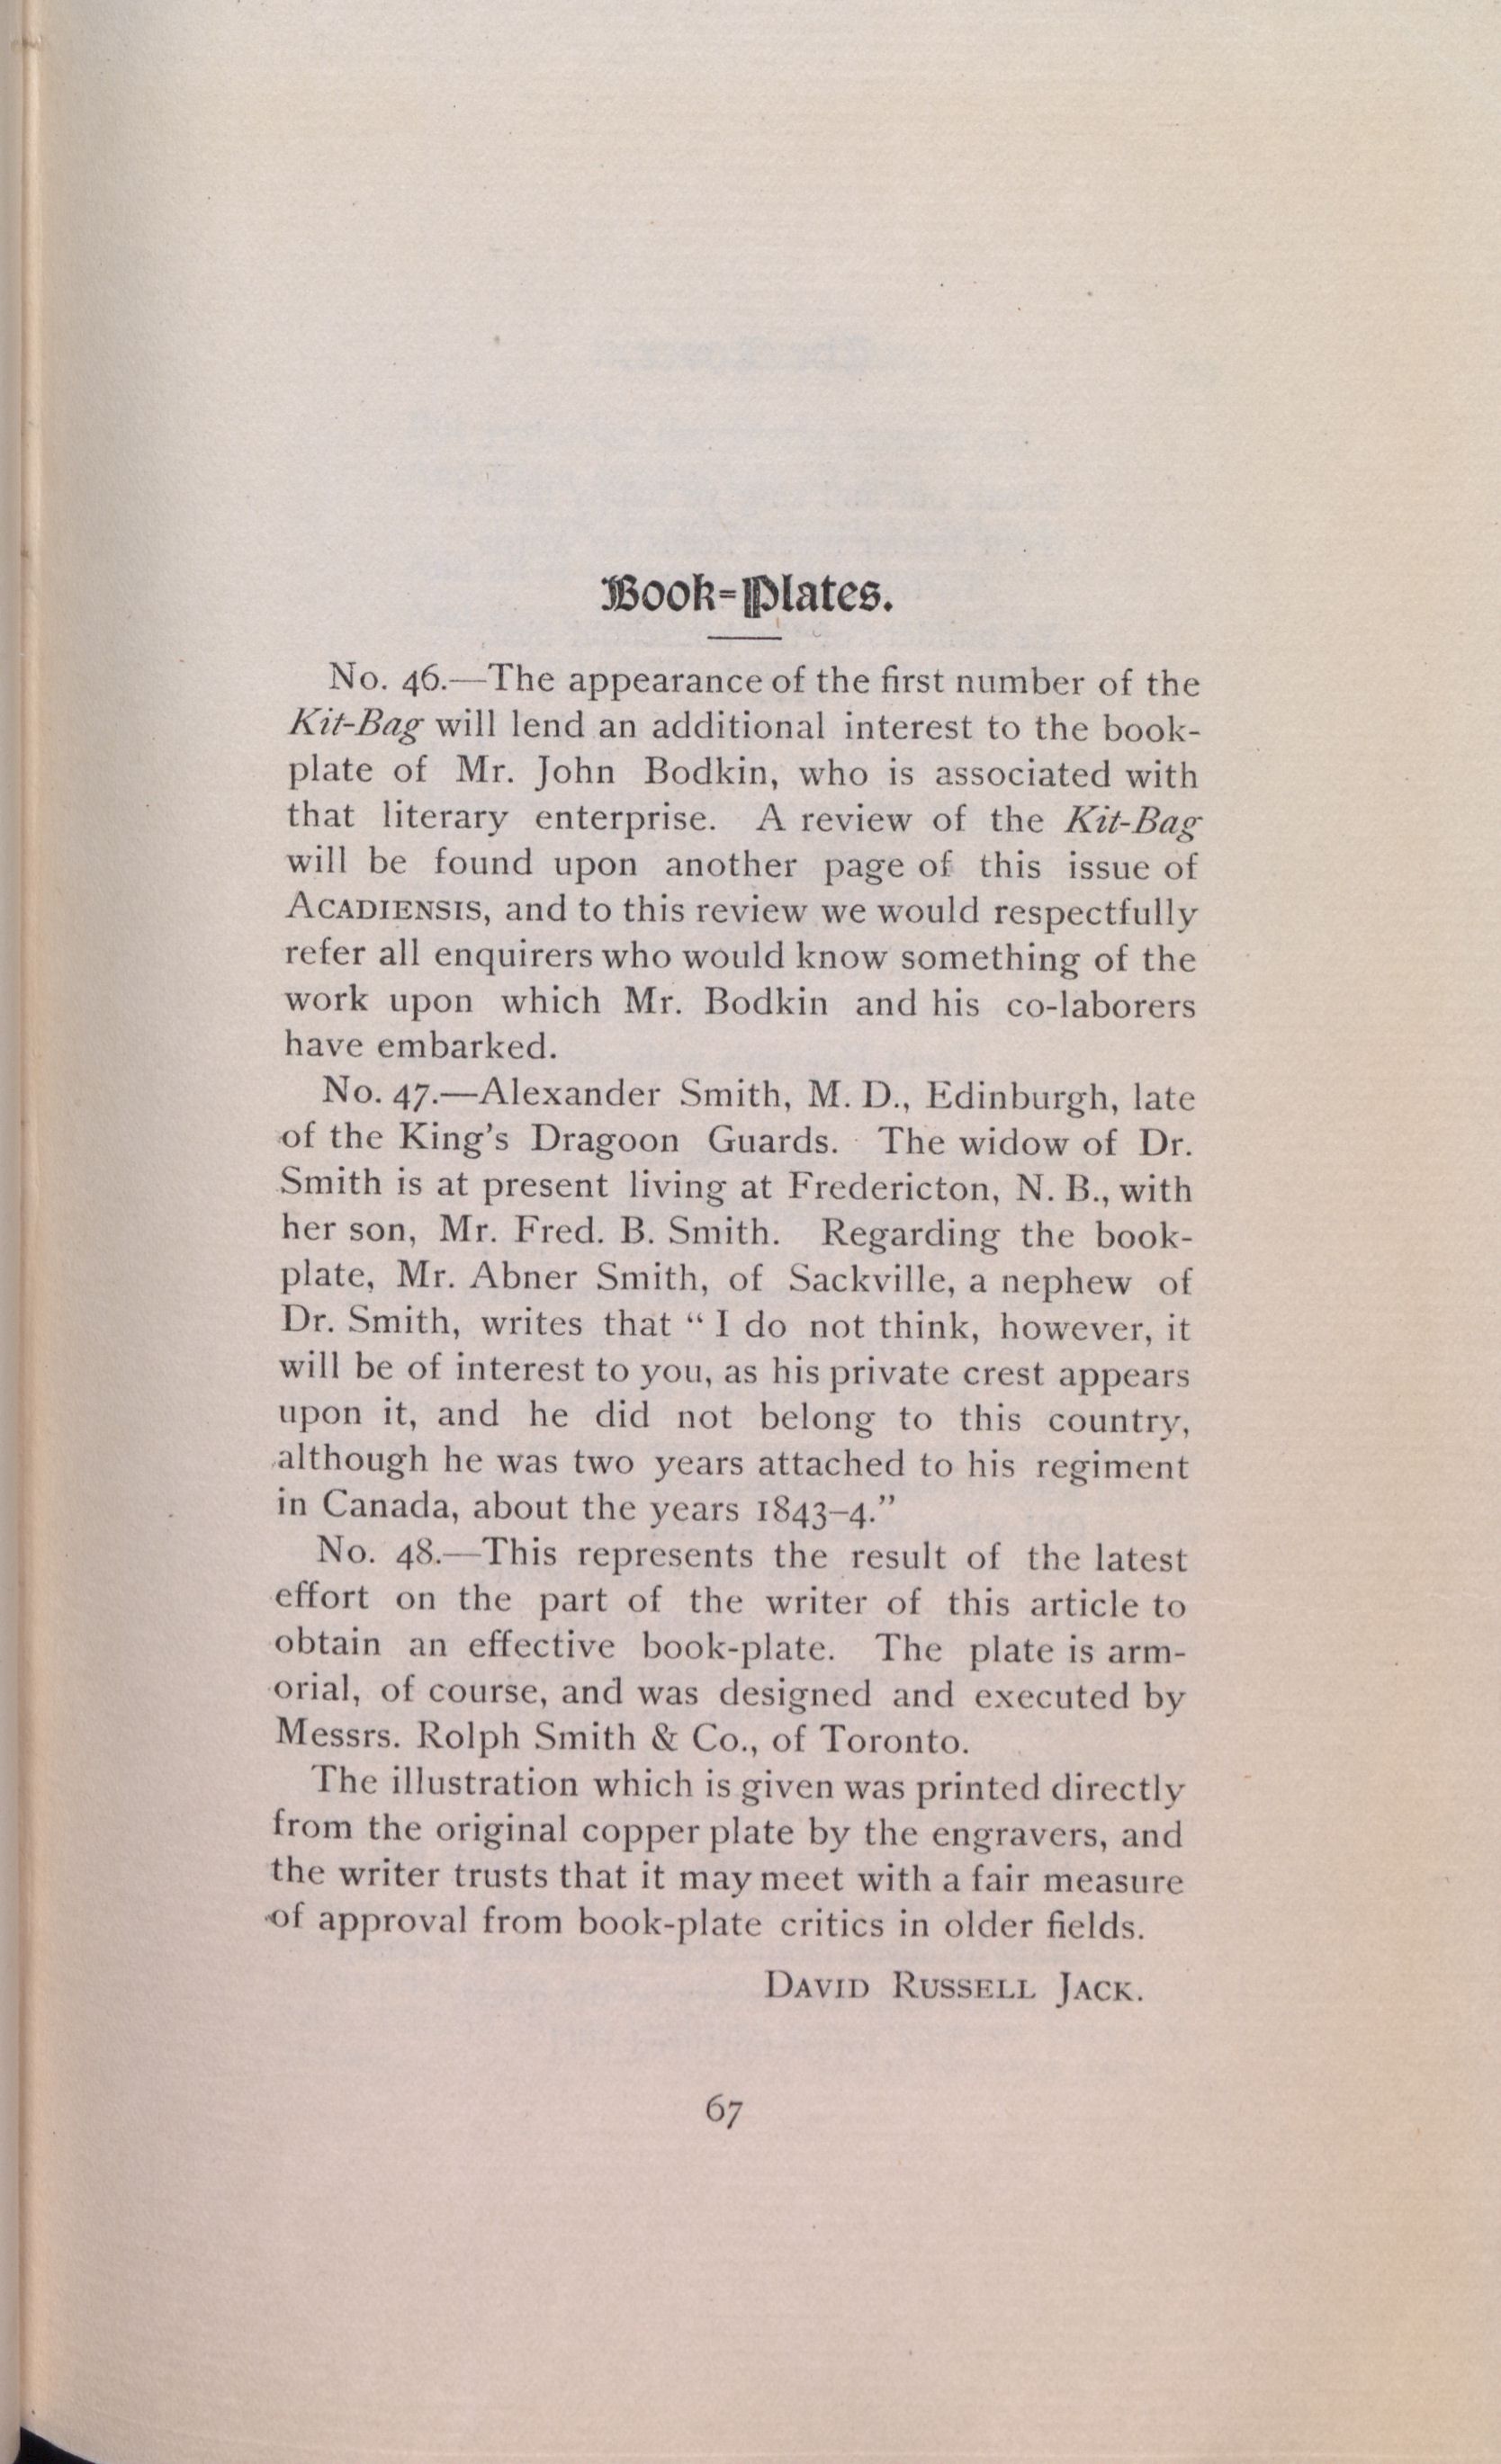 Book-Plates.
No. 46.—The appearance of the first number of the
Kit-Bag will lend an additional interest to the book-
plate of Mr. John Bodkin, who is associated with
that literary enterprise. A review of the Kit-Bag
will be found upon another page of this issue of
ACADIENSIS, and to this review we would respectfully
refer all enquirers who would know something of the
work upon which Mr. Bodkin and his co-laborers
have embarked.
No. 47.—Alexander Smith, M. D., Edinburgh, late
of the King's Dragoon Guards. The widow of Dr.
Smith is at present living at Fredericton, N. B., with
her son, Mr. Fred. B. Smith. Regarding the book-
plate, Mr. Abner Smith, of Sackville, a nephew of
Dr. Smith, writes that “ I do not think, however, it
will be of interest to you, as his private crest appears
upon it, and he did not belong to this country,
although he was two years attached to his regiment
in Canada, about the years 1843–4.”
No. 48.—This represents the result of the latest
effort on the part of the writer of this article to
obtain an effective book-plate. The plate is arm-
orial, of course, and was designed and executed by
Messrs. Rolph Smith & Co., of Toronto.
The illustration which is given was printed directly
from the original copper plate by the engravers, and
the writer trusts that it may meet with a fair measure
of approval from book-plate critics in older fields.
DAVID RUSSELL JACK.
67